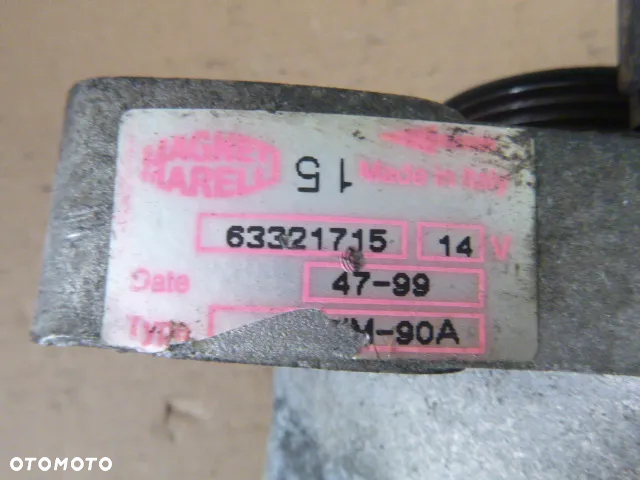 MAGNETI
MARELLI
15
Made in Italy
63321715 14 V
Date 47-99
Type M-90A
OTOMOTO